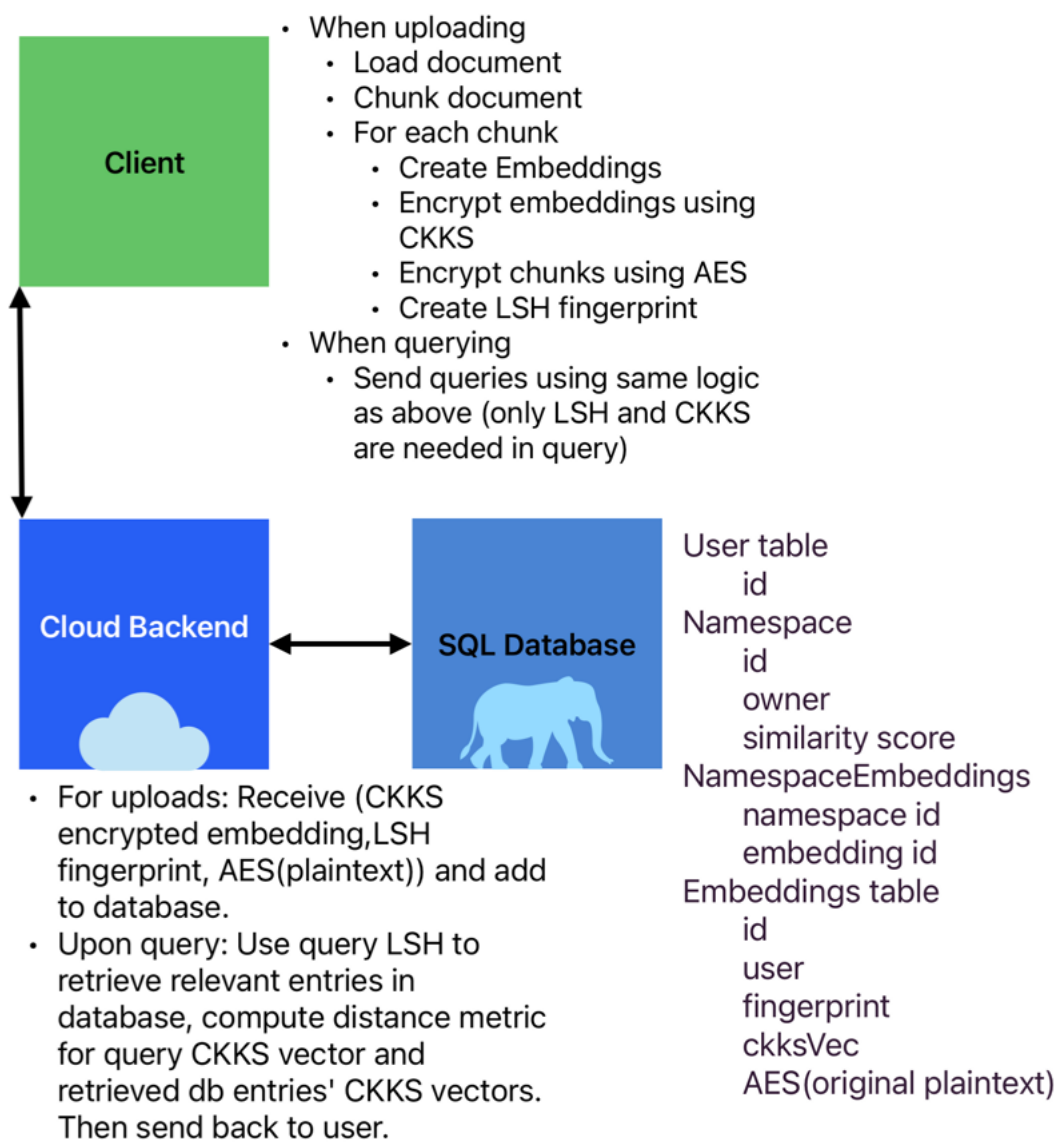 Client
• When uploading
• Load document
• Chunk document
• For each chunk
• Create Embeddings
• Encrypt embeddings using
CKKS
• Encrypt chunks using AES
• Create LSH fingerprint
• When querying
• Send queries using same logic
as above (only LSH and CKKS
are needed in query)
Cloud Backend
SQL Database
• For uploads: Receive (CKKS
encrypted embedding,LSH
fingerprint, AES(plaintext)) and add
to database.
• Upon query: Use query LSH to
retrieve relevant entries in
database, compute distance metric
for query CKKS vector and
retrieved db entries' CKKS vectors.
Then send back to user.
User table
id
Namespace
id
owner
similarity score
NamespaceEmbeddings
namespace id
embedding id
Embeddings table
id
user
fingerprint
ckksVec
AES(original plaintext)